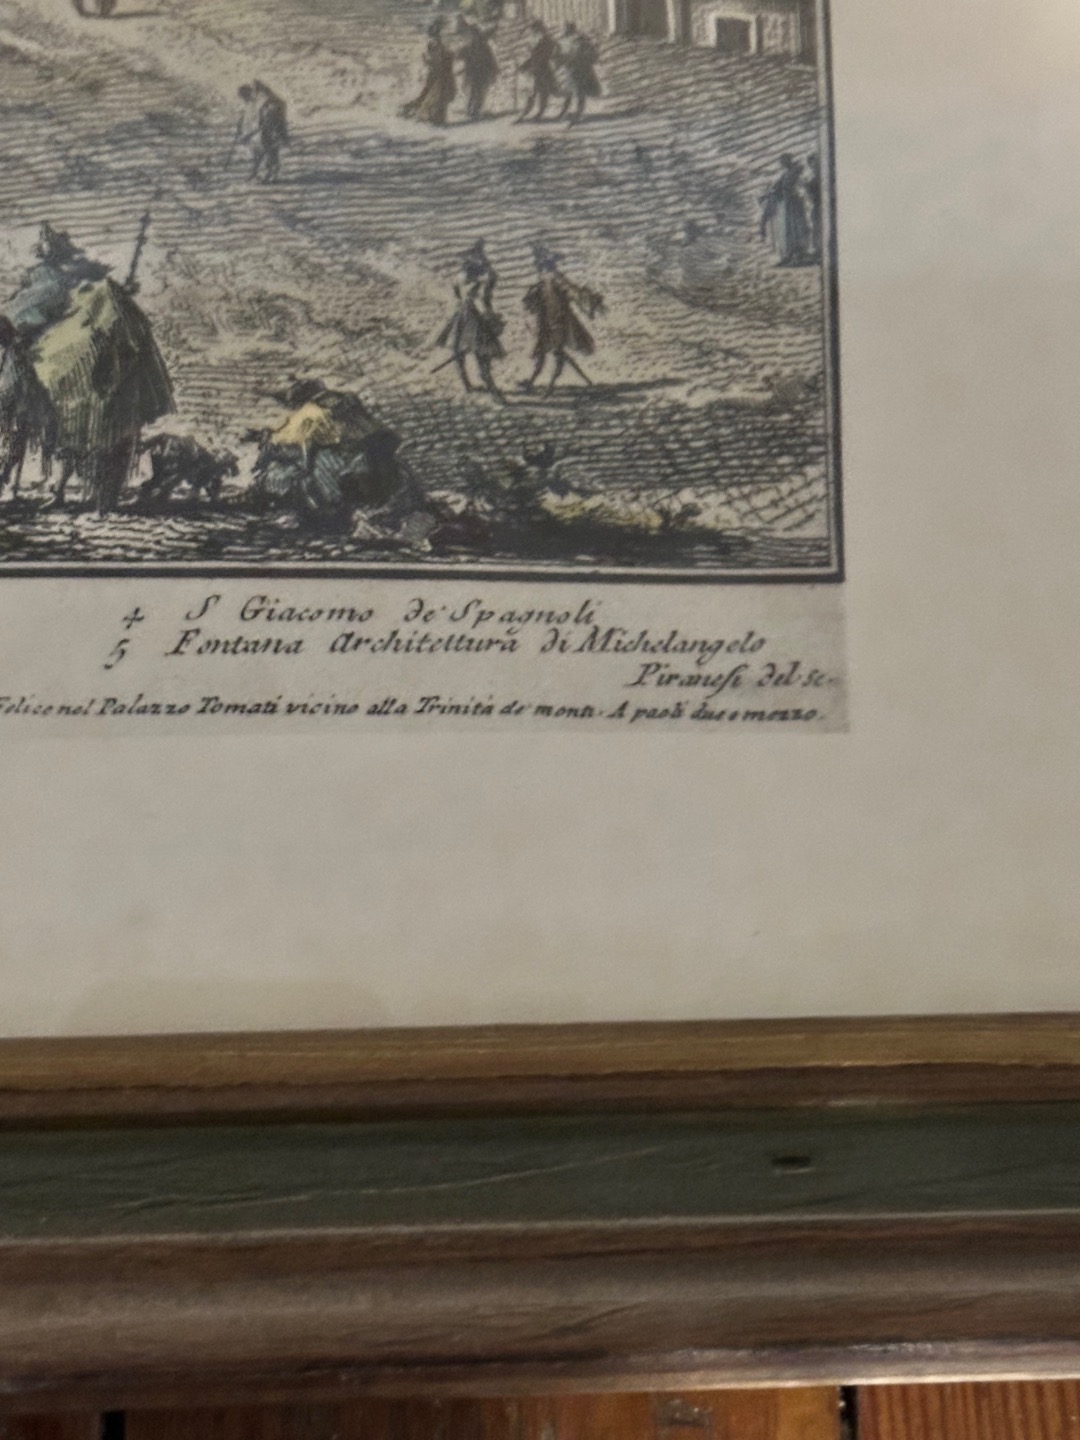 4 S Giacomo de' Spagnoli
5 Fontana Architettura di Michelangelo
Piranesi del. sc.
Felice nel Palazzo Tomati vicino alla Trinità de' monti. A paoli due e mezzo.